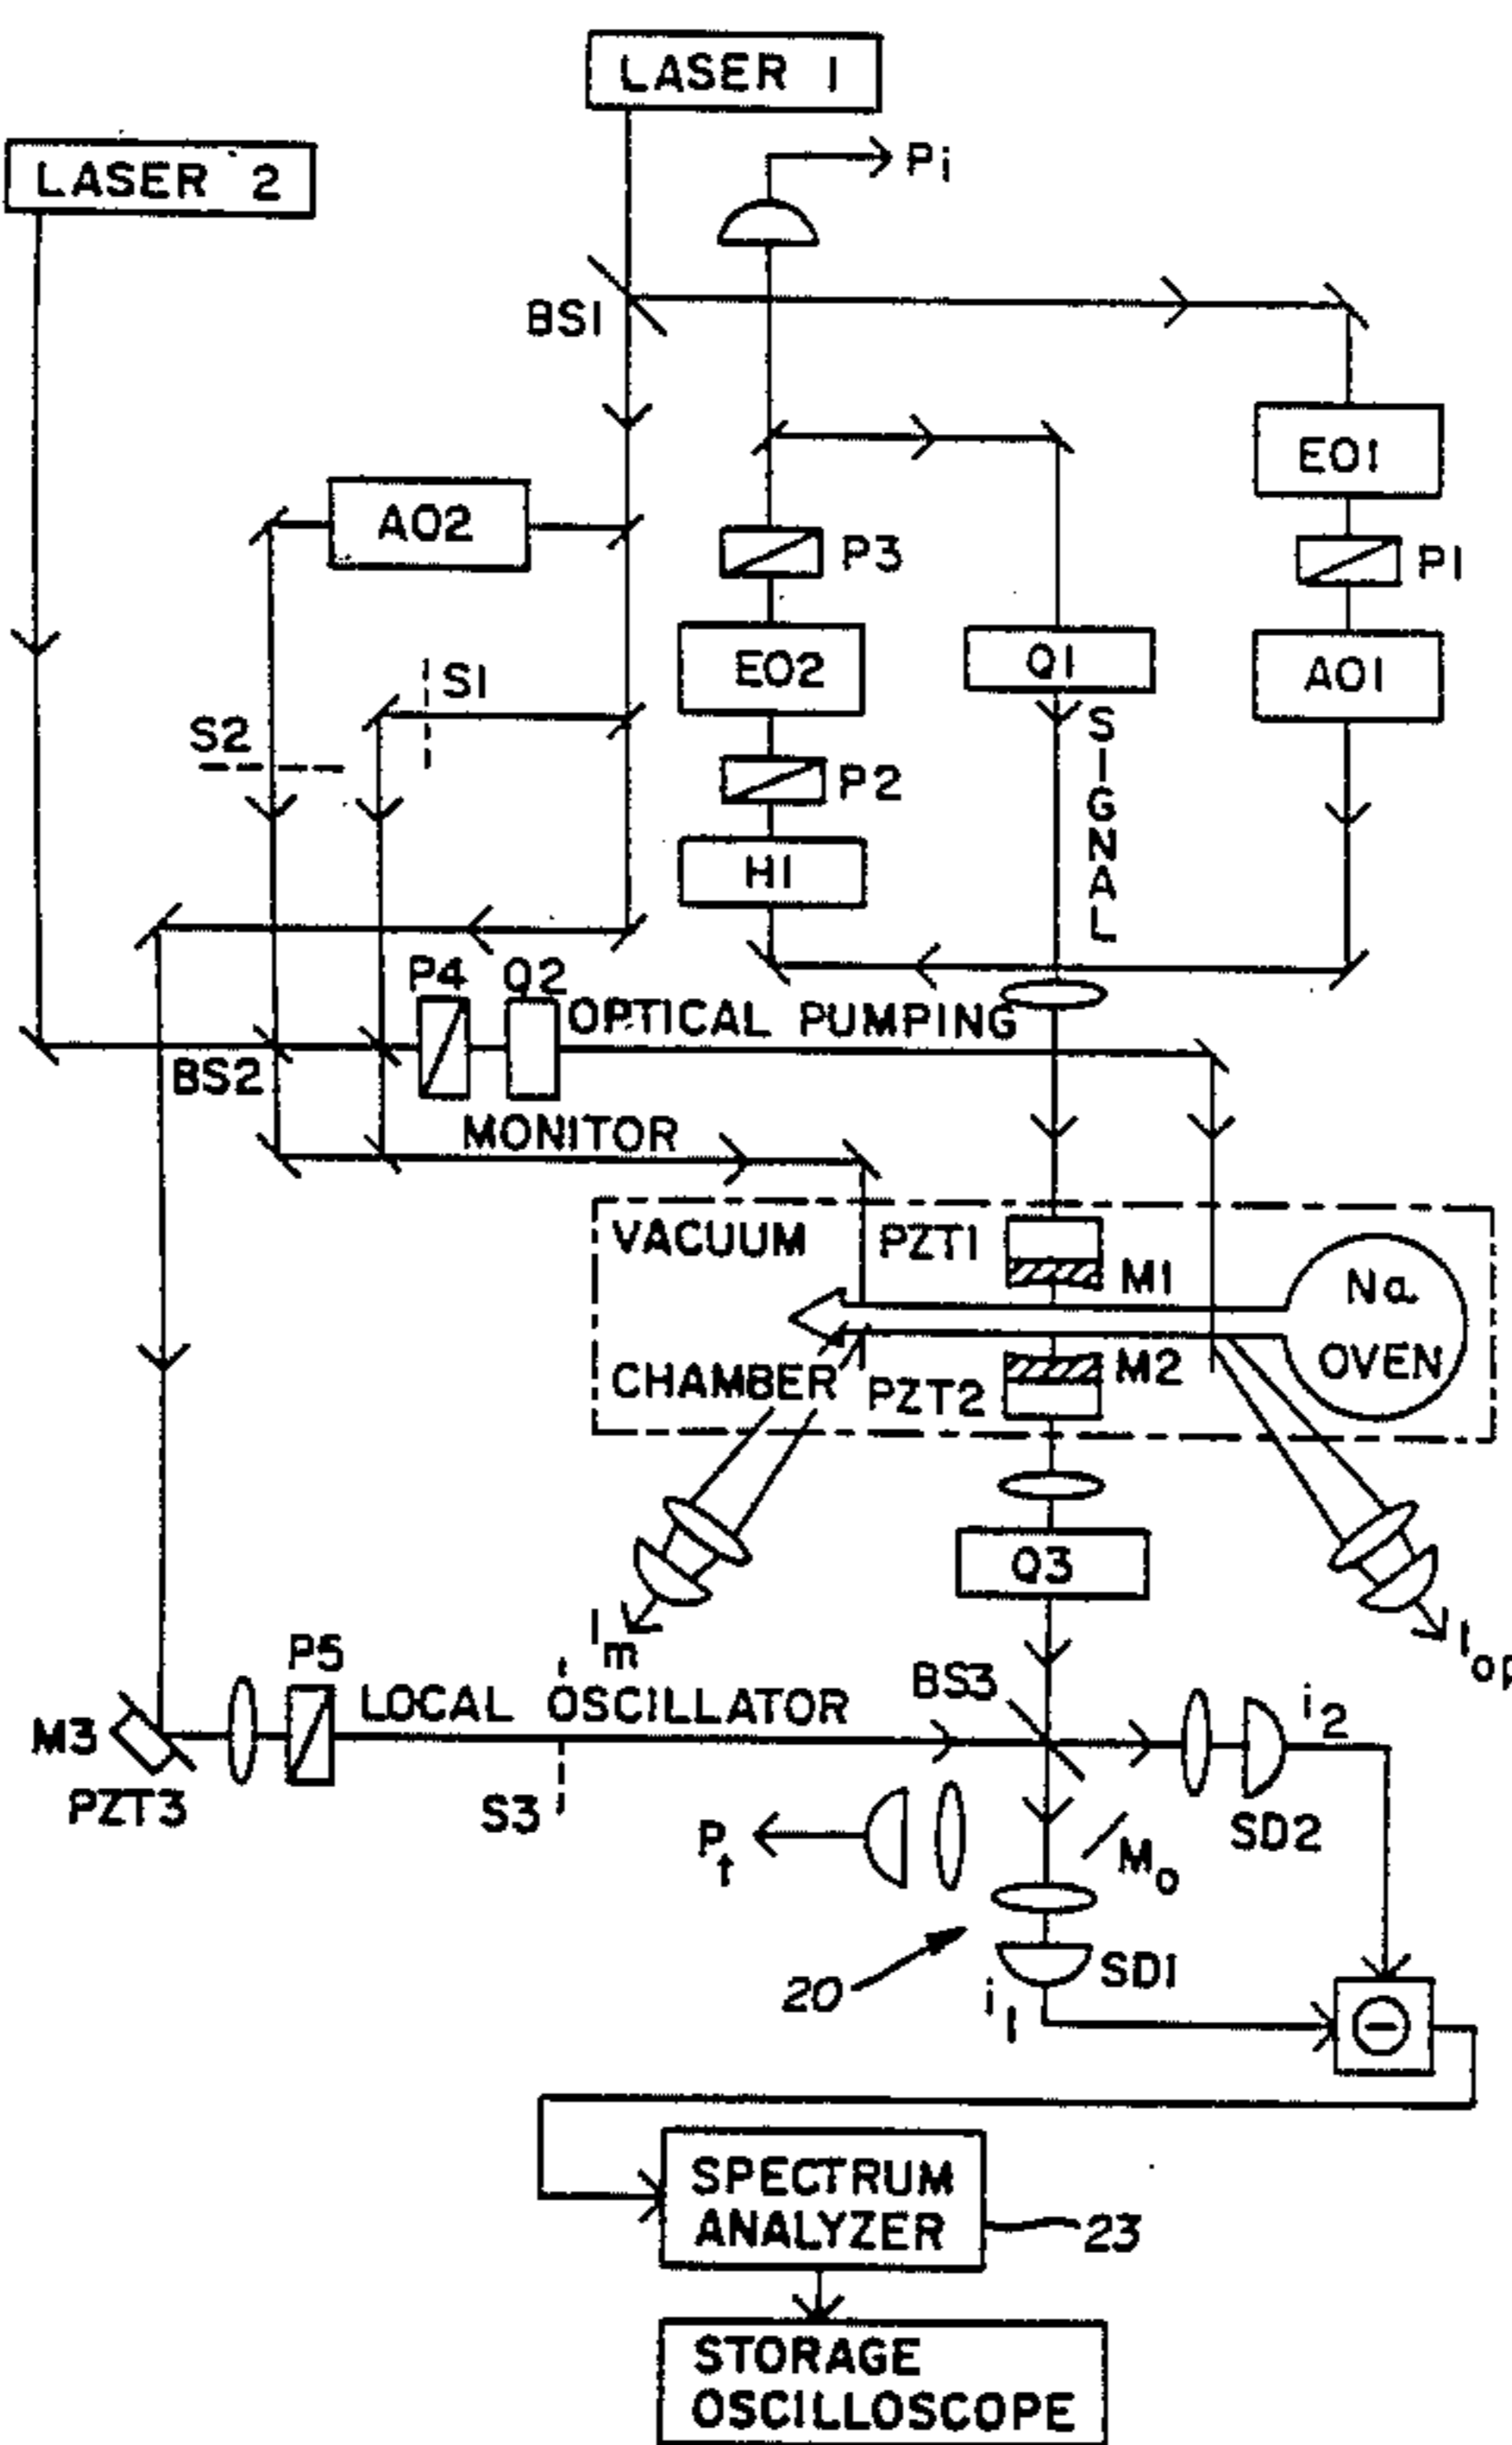 LASER 1
LASER 2
Pi
BS1
EO1
AO2
P3
P1
S1
EO2
Q1
AO1
S2
P2
SIGNAL
H1
P4
Q2
OPTICAL PUMPING
BS2
MONITOR
VACUUM
PZT1
M1
Na
OVEN
CHAMBER
PZT2
M2
Q3
Im
Iop
P5
LOCAL OSCILLATOR
BS3
i2
M3
PZT3
S3
Pt
Mo
SD2
20
SD1
i1
−
SPECTRUM
ANALYZER
23
STORAGE
OSCILLOSCOPE